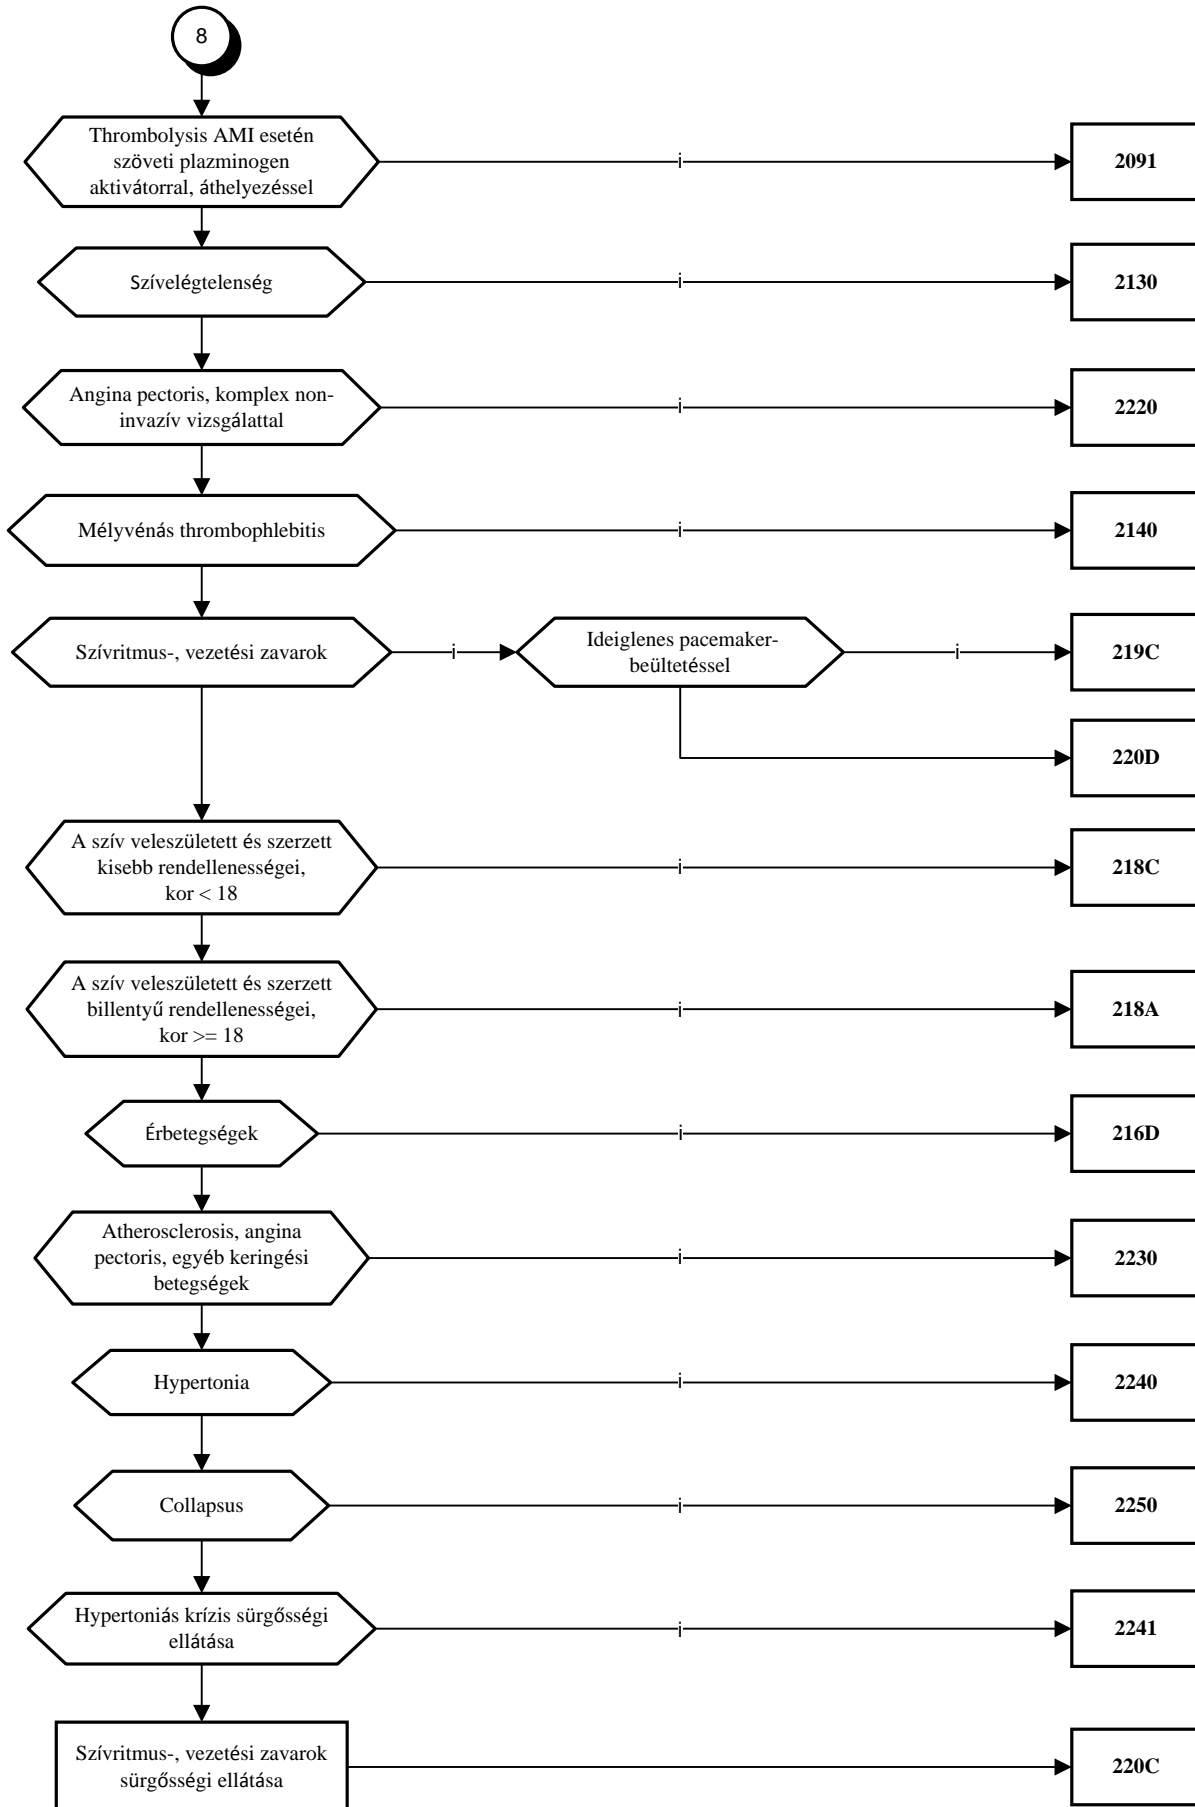 8
Thrombolysis AMI esetén
szöveti plazminogen
aktivátorral, áthelyezéssel
i
2091
Szívelégtelenség
i
2130
Angina pectoris, komplex non-
invazív vizsgálattal
i
2220
Mélyvénás thrombophlebitis
i
2140
Szívritmus-, vezetési zavarok
i
Ideiglenes pacemaker-
beültetéssel
i
219C
220D
A szív veleszületett és szerzett
kisebb rendellenességei,
kor < 18
i
218C
A szív veleszületett és szerzett
billentyű rendellenességei,
kor >= 18
i
218A
Érbetegségek
i
216D
Atherosclerosis, angina
pectoris, egyéb keringési
betegségek
i
2230
Hypertonia
i
2240
Collapsus
i
2250
Hypertoniás krízis sürgősségi
ellátása
i
2241
Szívritmus-, vezetési zavarok
sürgősségi ellátása
220C